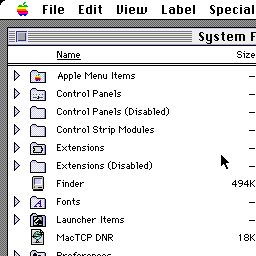 File Edit View Label Special
System F
Name Size
Apple Menu Items –
Control Panels –
Control Panels (Disabled) –
Control Strip Modules –
Extensions –
Extensions (Disabled) –
Finder 494K
Fonts –
Launcher Items –
MacTCP DNR 18K
Preferences –